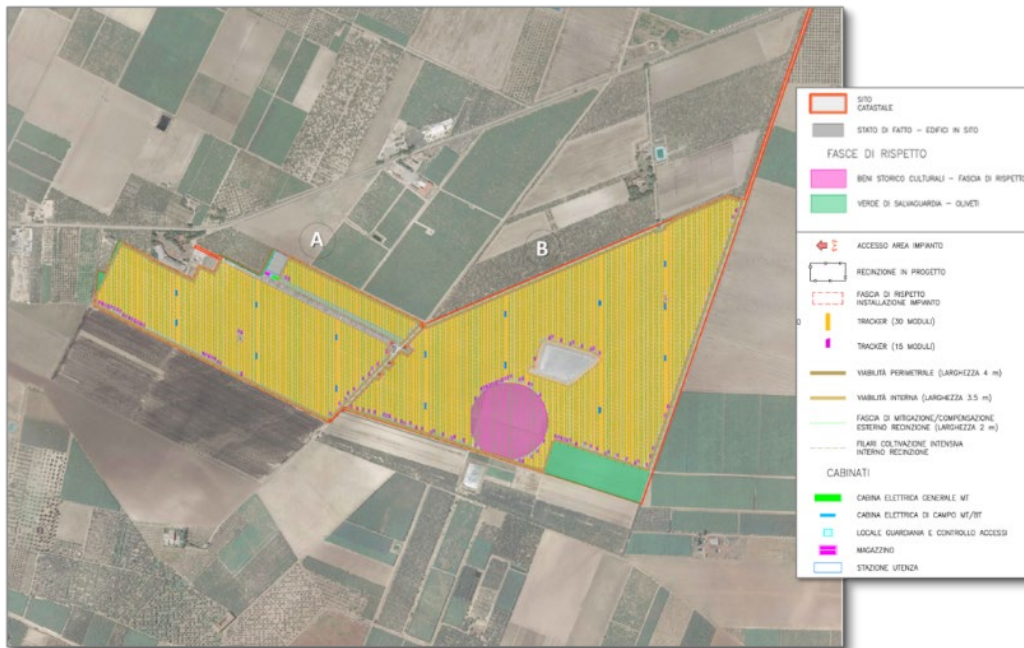 A
B
SITO
CATASTALE
STATO DI FATTO – EDIFICI IN SITO
FASCE DI RISPETTO
BENI STORICO CULTURALI – FASCIA DI RISPETTO
VERDE DI SALVAGUARDIA – OLIVETI
ACCESSO AREA IMPIANTO
RECINZIONE IN PROGETTO
FASCIA DI RISPETTO
INSTALLAZIONE IMPIANTO
TRACKER (30 MODULI)
TRACKER (15 MODULI)
VIABILITÀ PERIMETRALE (LARGHEZZA 4 m)
VIABILITÀ INTERNA (LARGHEZZA 3.5 m)
FASCIA DI MITIGAZIONE/COMPENSAZIONE
ESTERNO RECINZIONE (LARGHEZZA 2 m)
FILARI COLTIVAZIONE INTENSIVA
INTERNO RECINZIONE
CABINATI
CABINA ELETTRICA GENERALE MT
CABINA ELETTRICA DI CAMPO MT/BT
LOCALE GUARDIANIA E CONTROLLO ACCESSI
MAGAZZINO
STAZIONE UTENZA